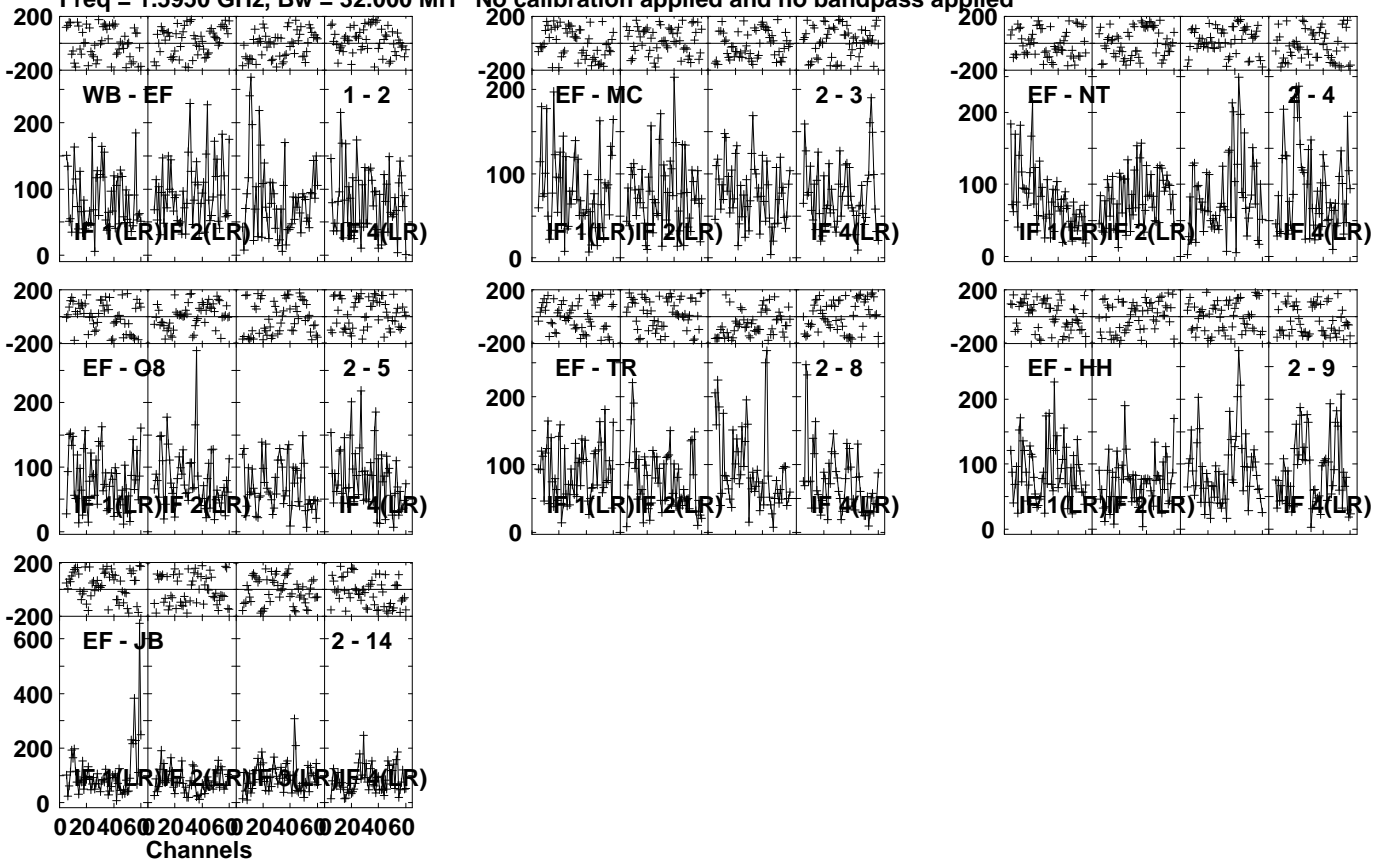 Freq = 1.5950 GHz, Bw = 32.000 MH No calibration applied and no bandpass applied
200
-200
WB - EF 1 - 2
200
100
0
IF 1(LR) IF 2(LR) IF 4(LR)
200
-200
EF - MC 2 - 3
200
100
0
IF 1(LR) IF 2(LR) IF 4(LR)
200
-200
EF - NT 2 - 4
200
100
0
IF 1(LR) IF 2(LR) IF 4(LR)
200
-200
EF - O8 2 - 5
200
100
0
IF 1(LR) IF 2(LR) IF 4(LR)
200
-200
EF - TR 2 - 8
200
100
0
IF 1(LR) IF 2(LR) IF 4(LR)
200
-200
EF - HH 2 - 9
200
100
0
IF 1(LR) IF 2(LR) IF 4(LR)
200
-200
EF - JB 2 - 14
600
400
200
0
IF 1(LR) IF 2(LR) IF 3(LR) IF 4(LR)
0 20 40 60 0 20 40 60 0 20 40 60 0 20 40 60
Channels